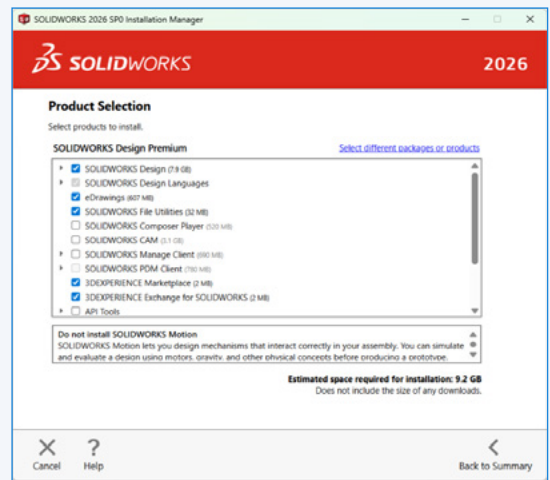 SOLIDWORKS 2026 SP0 Installation Manager
SOLIDWORKS
2026
Product Selection
Select products to install.
SOLIDWORKS Design Premium
Select different packages or products
SOLIDWORKS Design (7.9 GB)
SOLIDWORKS Design Languages
eDrawings (607 MB)
SOLIDWORKS File Utilities (32 MB)
SOLIDWORKS Composer Player (520 MB)
SOLIDWORKS CAM (3.1 GB)
SOLIDWORKS Manage Client (690 MB)
SOLIDWORKS PDM Client (780 MB)
3DEXPERIENCE Marketplace (2 MB)
3DEXPERIENCE Exchange for SOLIDWORKS (2 MB)
API Tools
Do not install SOLIDWORKS Motion
SOLIDWORKS Motion lets you design mechanisms that interact correctly in your assembly. You can simulate
and evaluate a design using motors, gravity, and other physical concepts before producing a prototype.
Estimated space required for installation: 9.2 GB
Does not include the size of any downloads.
Cancel
Help
Back to Summary